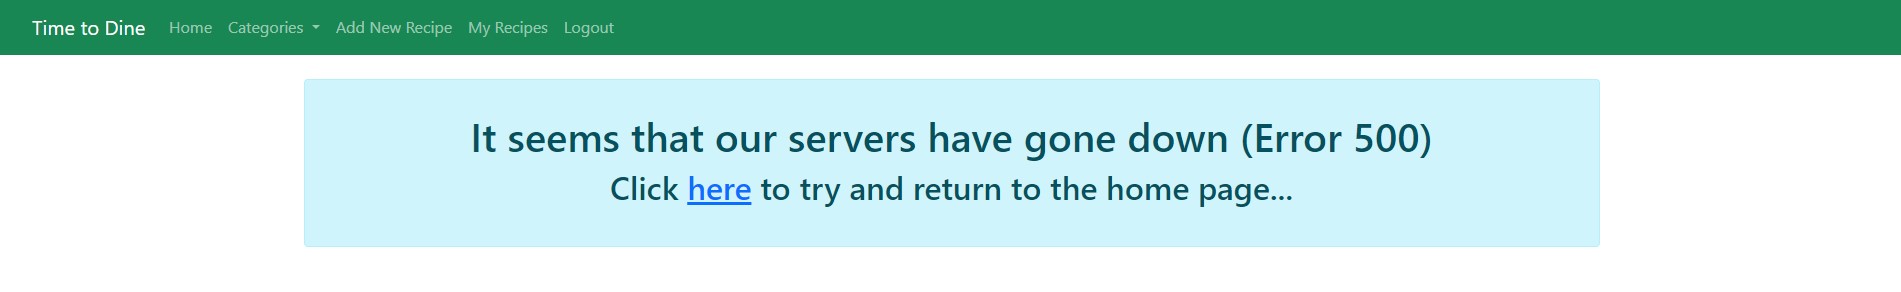 Time to Dine Home Categories Add New Recipe My Recipes Logout
It seems that our servers have gone down (Error 500)
Click here to try and return to the home page...